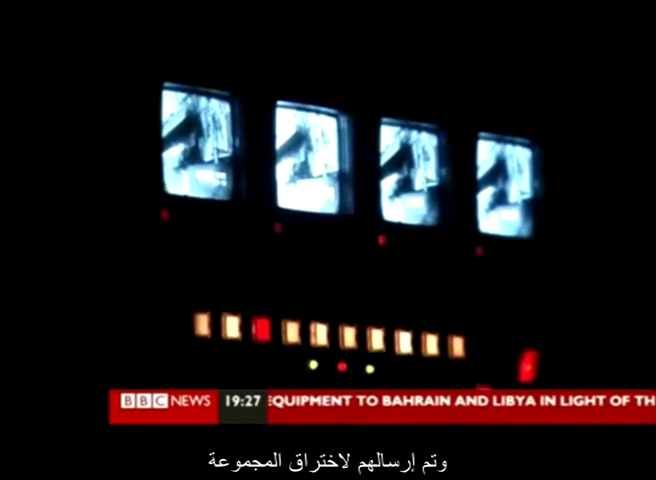 BBC NEWS 19:27 EQUIPMENT TO BAHRAIN AND LIBYA IN LIGHT OF TH
وتم إرسالهم لاختراق المجموعة